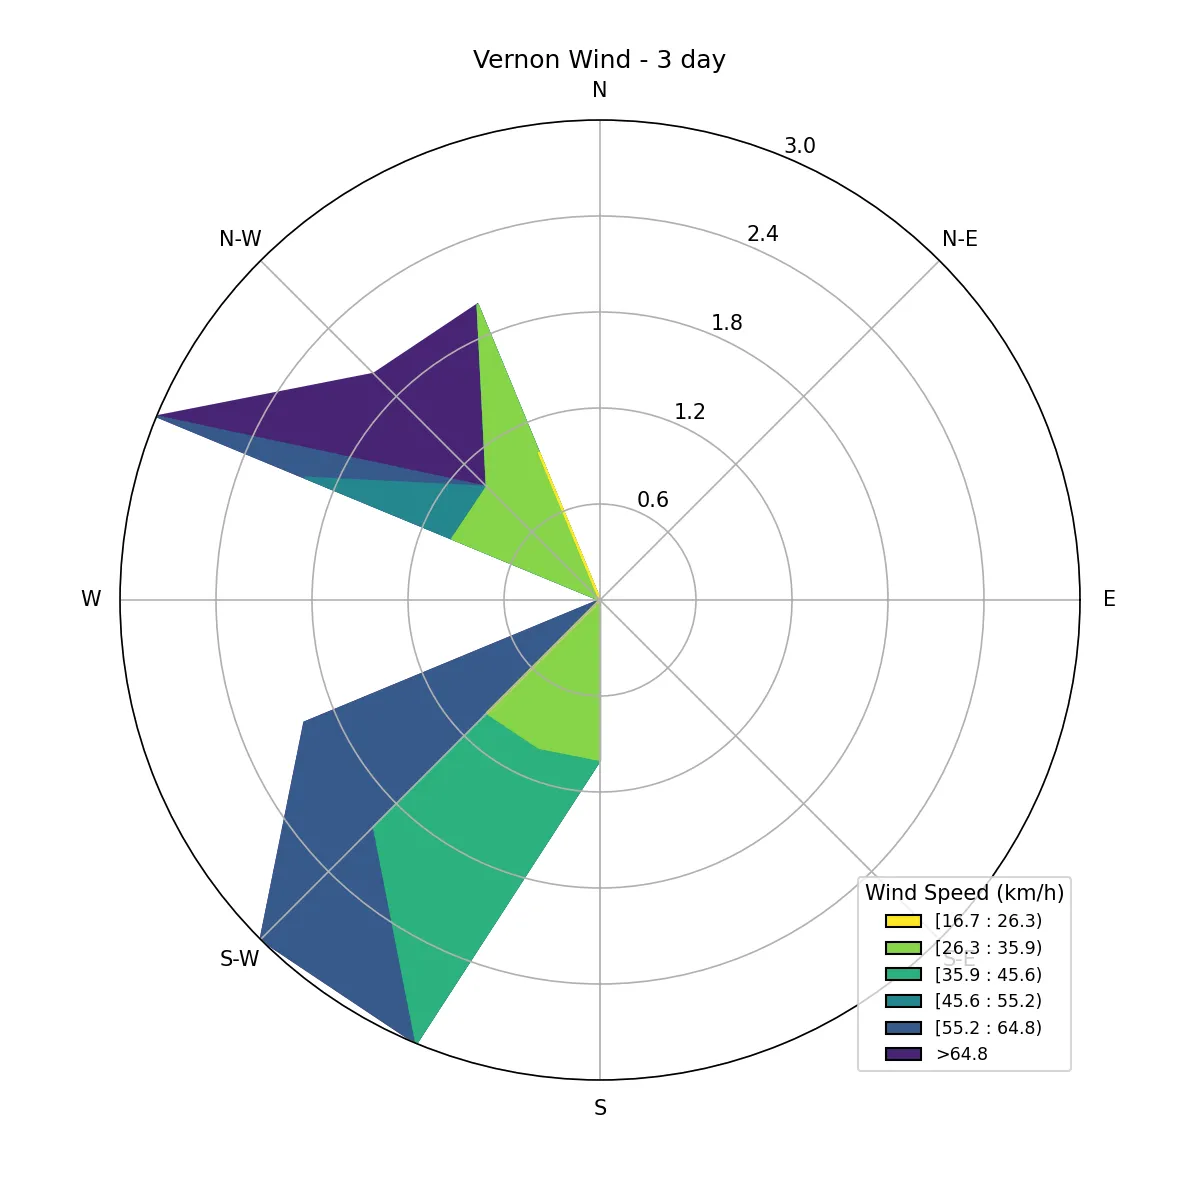 Vernon Wind - 3 day
N
3.0
N-W
N-E
2.4
1.8
1.2
0.6
W
E
S-W
S-E
S
Wind Speed (km/h)
[16.7 : 26.3)
[26.3 : 35.9)
[35.9 : 45.6)
[45.6 : 55.2)
[55.2 : 64.8)
>64.8